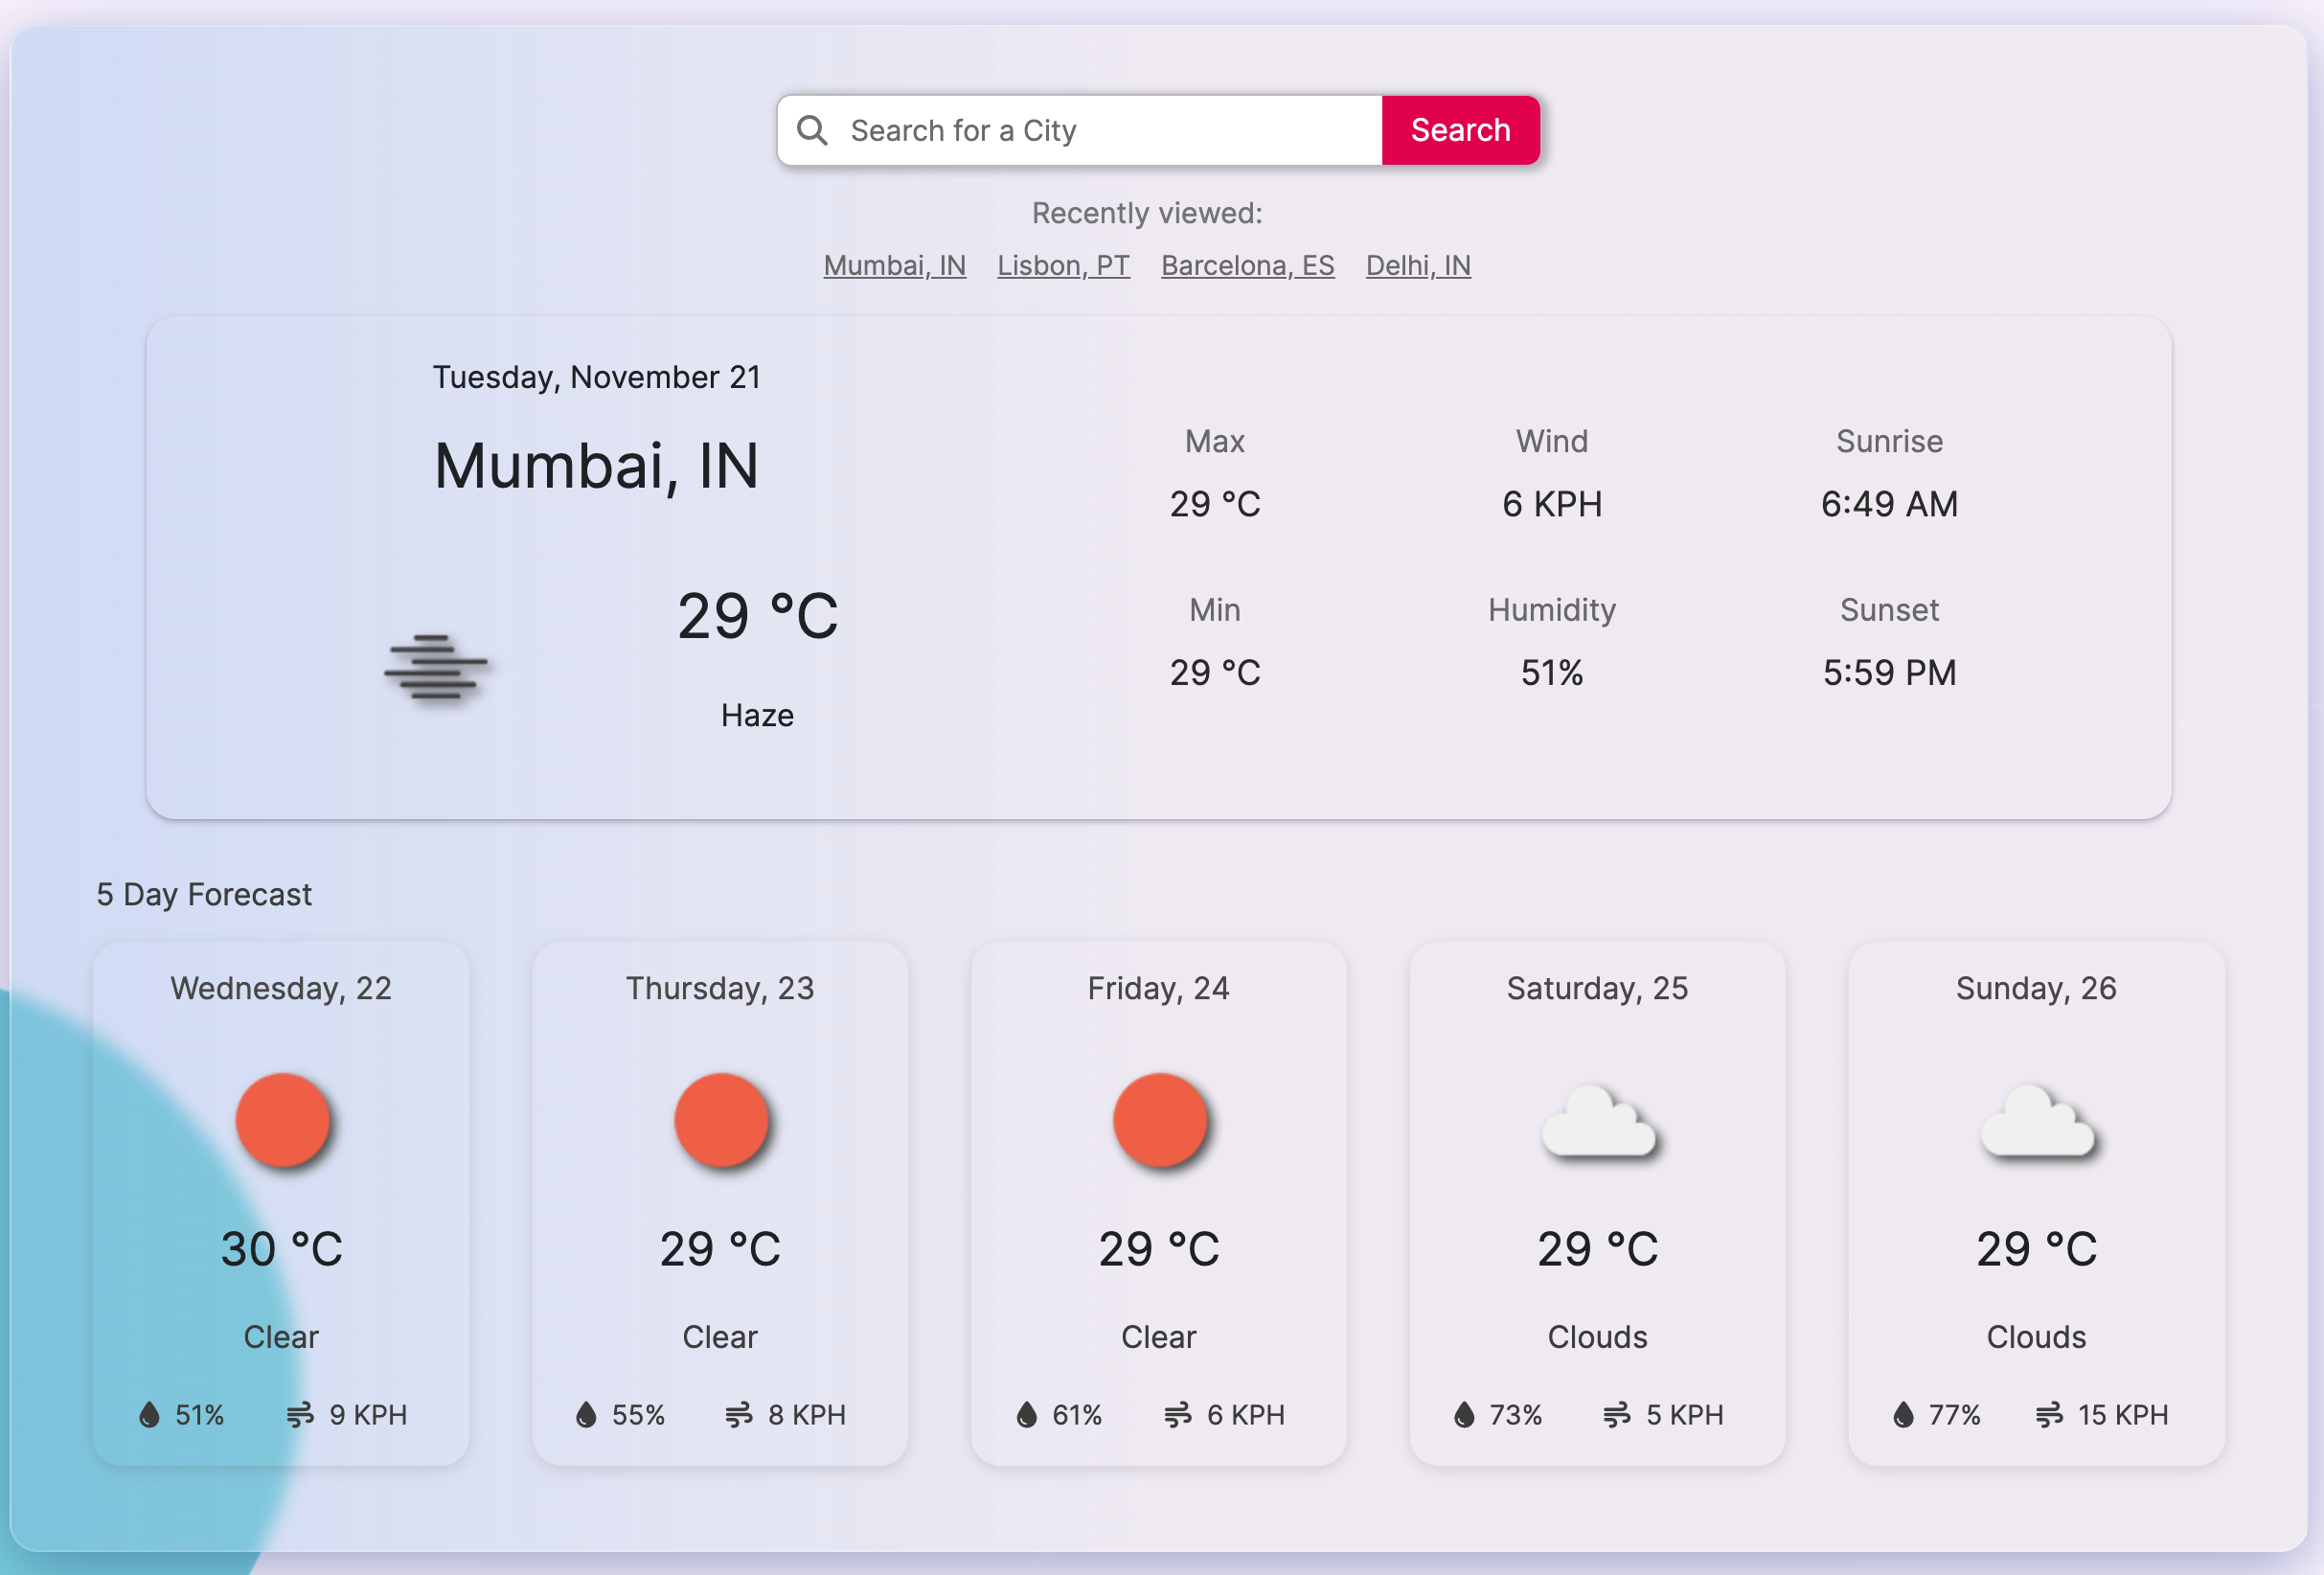 Search for a City
Search
Recently viewed:
Mumbai, IN Lisbon, PT Barcelona, ES Delhi, IN
Tuesday, November 21
Mumbai, IN
29 °C
Haze
Max Wind Sunrise
29 °C 6 KPH 6:49 AM
Min Humidity Sunset
29 °C 51% 5:59 PM
5 Day Forecast
Wednesday, 22
30 °C
Clear
51% 9 KPH
Thursday, 23
29 °C
Clear
55% 8 KPH
Friday, 24
29 °C
Clear
61% 6 KPH
Saturday, 25
29 °C
Clouds
73% 5 KPH
Sunday, 26
29 °C
Clouds
77% 15 KPH